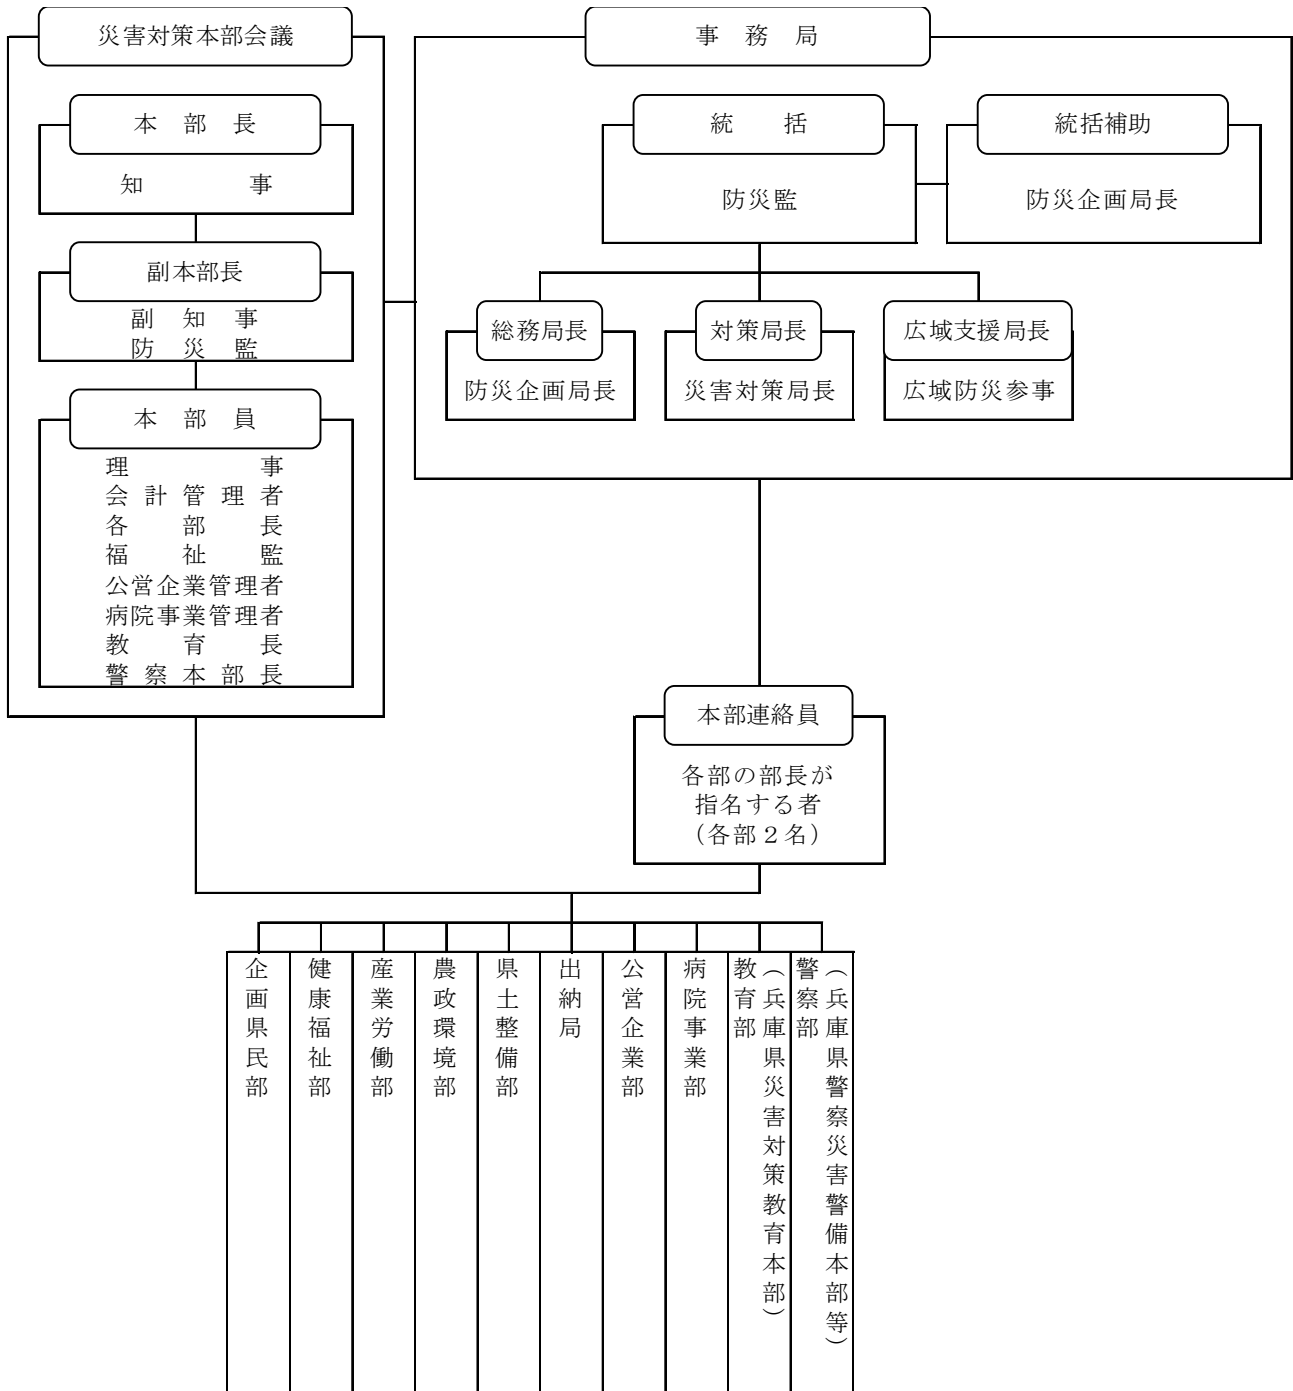 災害対策本部会議
本部長
知事
副本部長
副知事
防災監
本部員
理事
会計管理者
各部長
福祉監
公営企業管理者
病院事業管理者
教育長
警察本部長
事務局
統括
防災監
統括補助
防災企画局長
総務局長
防災企画局長
対策局長
災害対策局長
広域支援局長
広域防災参事
本部連絡員
各部の部長が
指名する者
（各部２名）
企画県民部
健康福祉部
産業労働部
農政環境部
県土整備部
出納局
公営企業部
病院事業部
教育部
（兵庫県災害対策教育本部）
警察部
（兵庫県警察災害警備本部等）